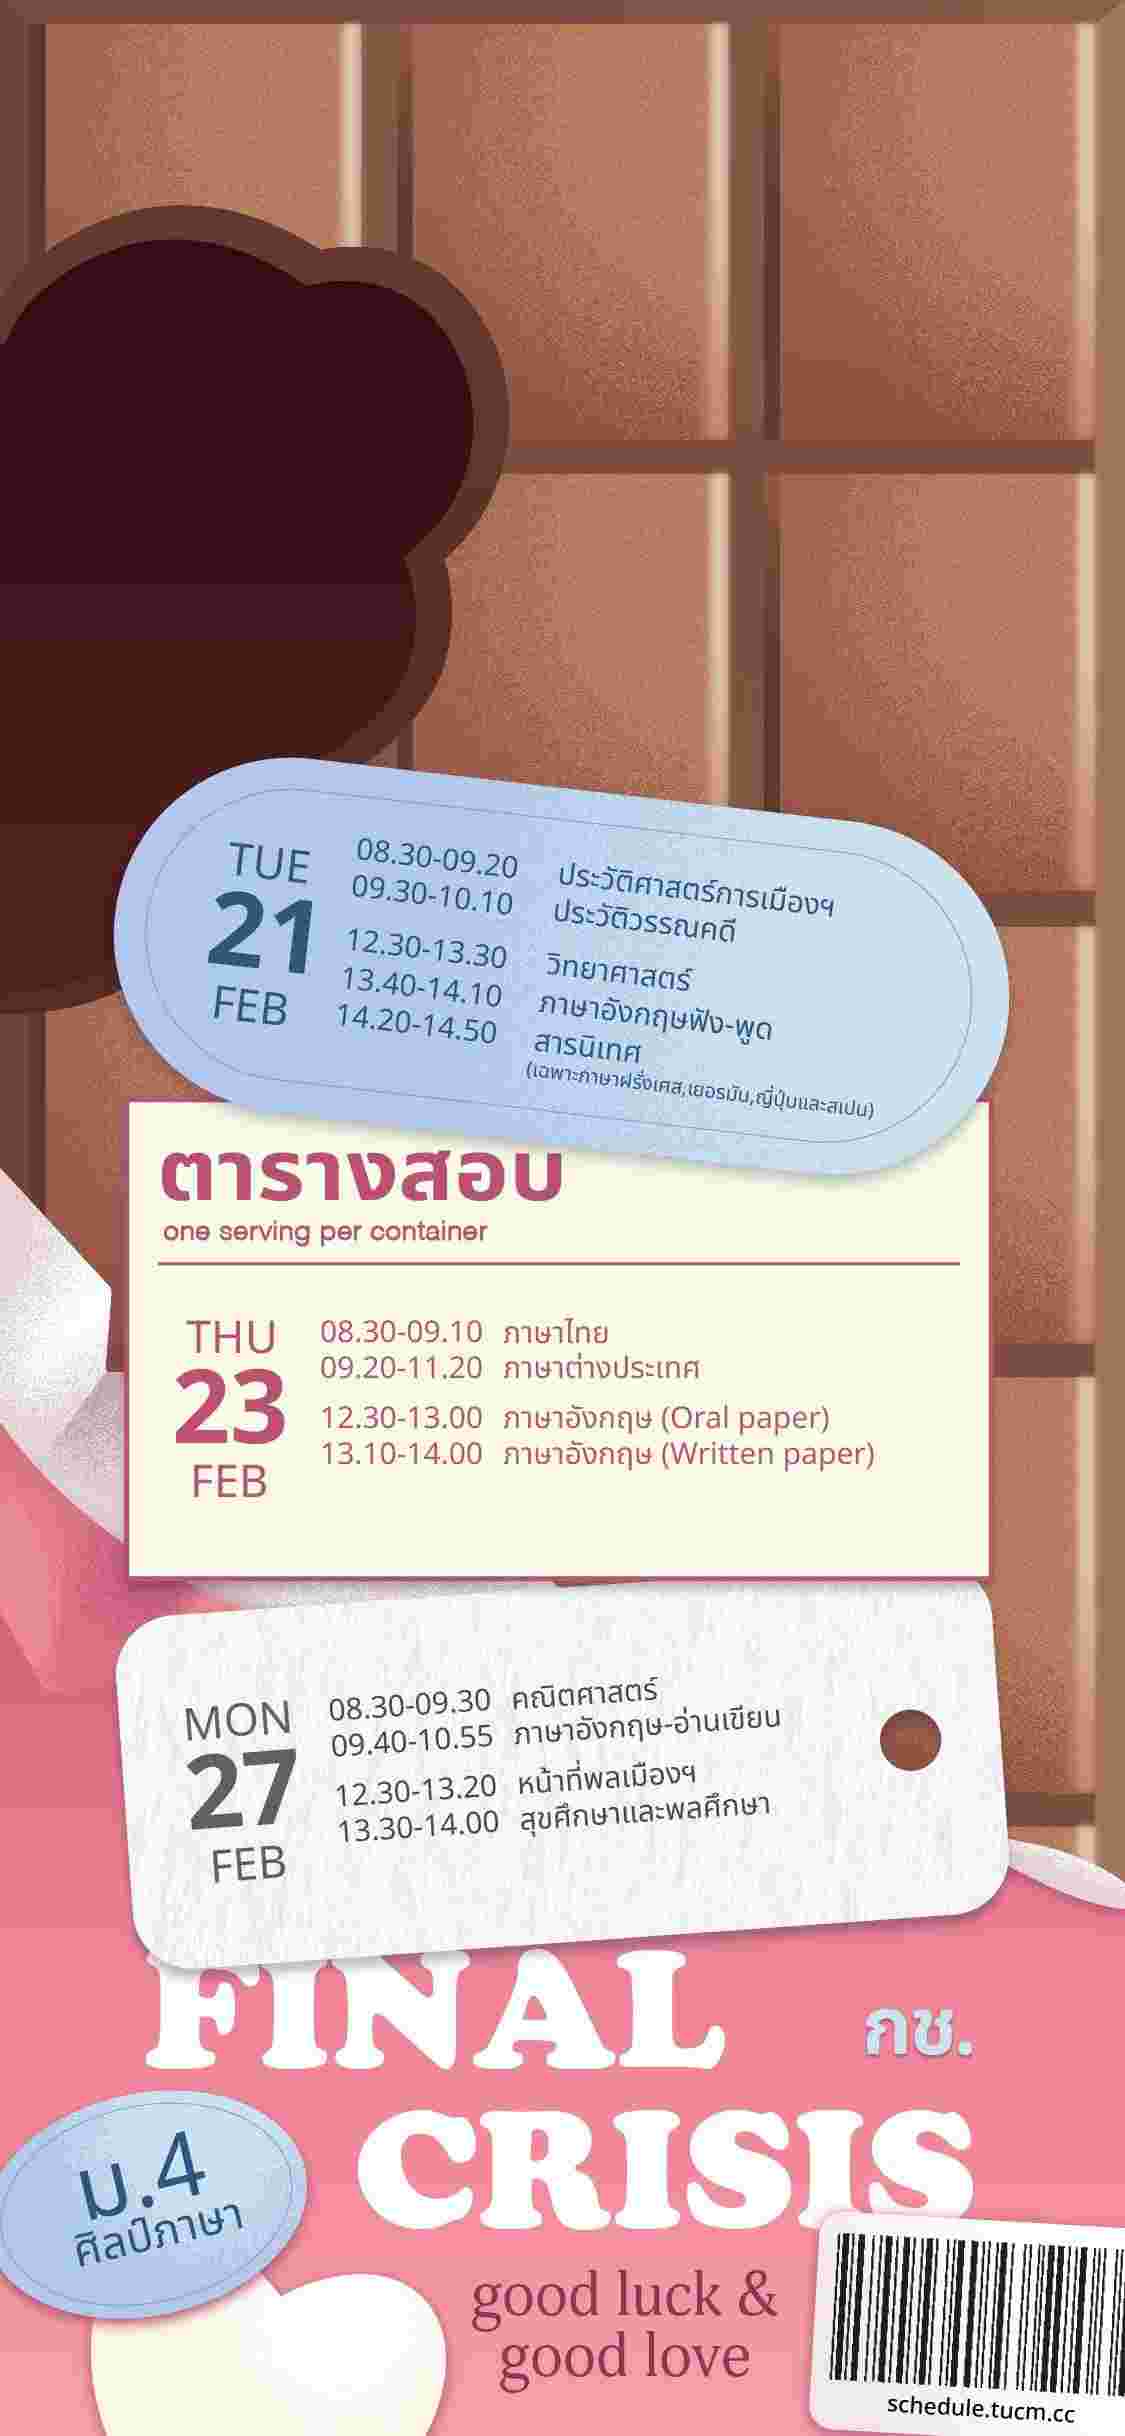 TUE
21
FEB
08.30-09.20 ประวัติศาสตร์การเมืองฯ
09.30-10.10 ประวัติวรรณคดี
12.30-13.30 วิทยาศาสตร์
13.40-14.10 ภาษาอังกฤษฟัง-พูด
14.20-14.50 สารนิเทศ
(เฉพาะภาษาฝรั่งเศส,เยอรมัน,ญี่ปุ่นและสเปน)
ตารางสอบ
one serving per container
THU
23
FEB
08.30-09.10 ภาษาไทย
09.20-11.20 ภาษาต่างประเทศ
12.30-13.00 ภาษาอังกฤษ (Oral paper)
13.10-14.00 ภาษาอังกฤษ (Written paper)
MON
27
FEB
08.30-09.30 คณิตศาสตร์
09.40-10.55 ภาษาอังกฤษ-อ่านเขียน
12.30-13.20 หน้าที่พลเมืองฯ
13.30-14.00 สุขศึกษาและพลศึกษา
FINAL
กช.
CRISIS
ม.4
ศิลป์ภาษา
good luck &
good love
schedule.tucm.cc